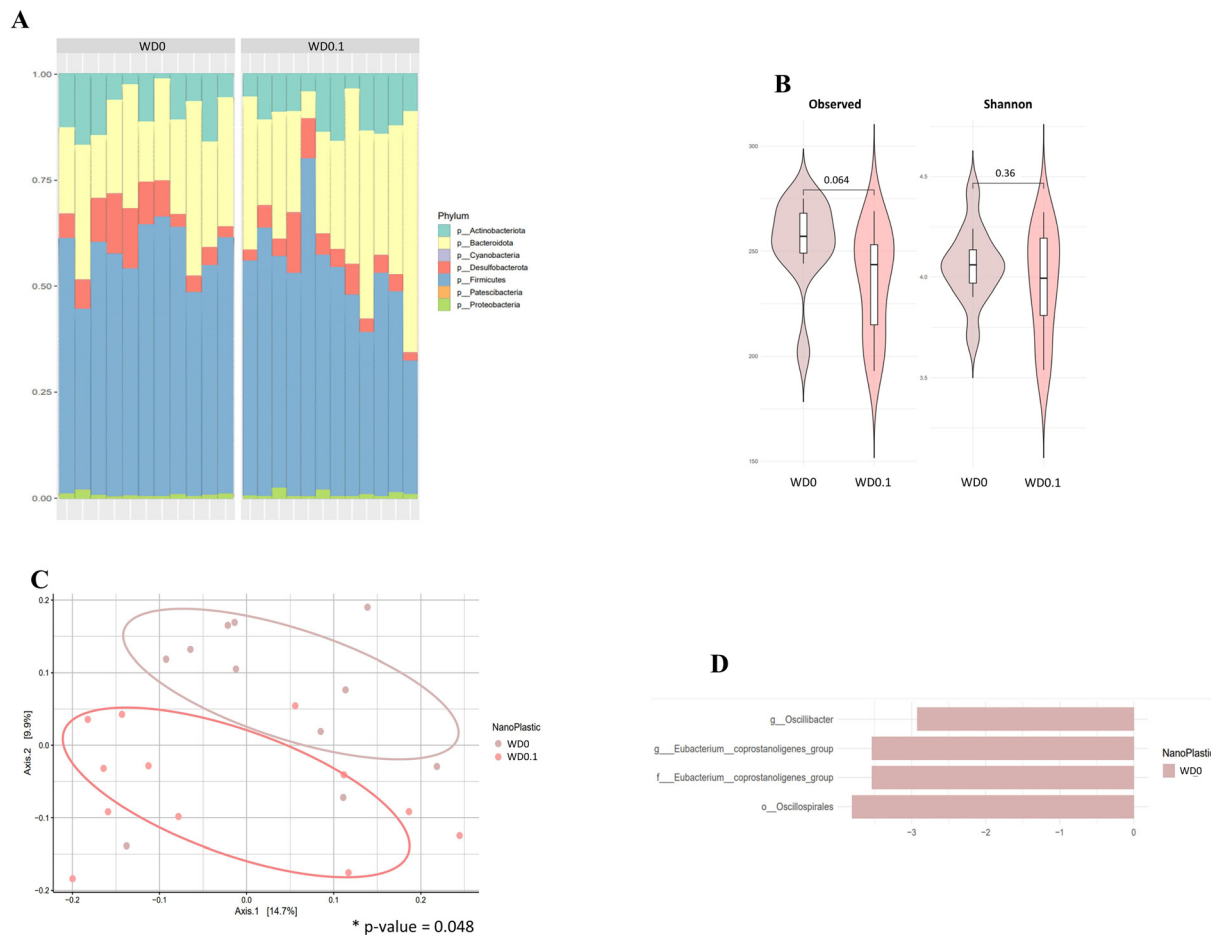 A
WD0 WD0.1
1.00
0.75
0.50
0.25
0.00
Phylum
p__Actinobacteriota
p__Bacteroidota
p__Cyanobacteria
p__Desulfobacterota
p__Firmicutes
p__Patescibacteria
p__Proteobacteria
B
Observed Shannon
300
250
200
150
0.064
WD0 WD0.1
4.5
4.0
3.5
0.36
WD0 WD0.1
C
0.2
0.1
0.0
−0.1
−0.2
Axis.2 [9.9%]
−0.2 −0.1 0.0 0.1 0.2
Axis.1 [14.7%]
* p-value = 0.048
NanoPlastic
WD0
WD0.1
D
g__Oscillibacter
g___Eubacterium__coprostanoligenes_group
f___Eubacterium__coprostanoligenes_group
o__Oscillospirales
−3 −2 −1 0
NanoPlastic
WD0